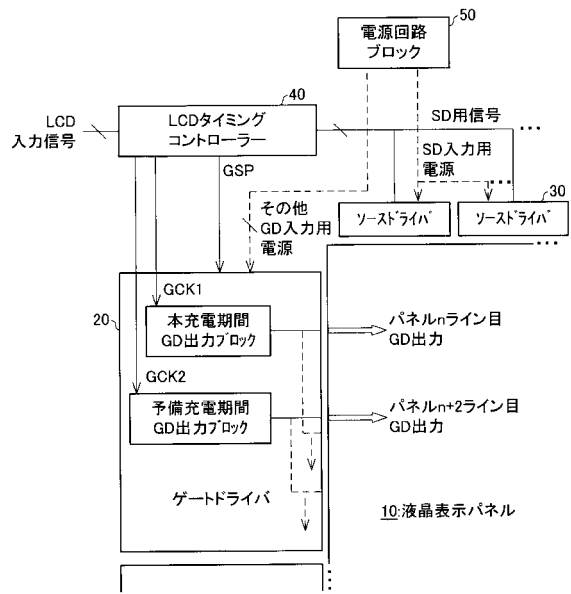 50
電源回路
ブロック
40
LCD
入力信号
LCDタイミング
コントローラー
SD用信号
GSP
SD入力用
電源
30
その他
GD入力用
電源
ソースドライバ
ソースドライバ
20
GCK1
本充電期間
GD出力ブロック
パネルnライン目
GD出力
GCK2
予備充電期間
GD出力ブロック
パネルn+2ライン目
GD出力
ゲートドライバ
10:液晶表示パネル